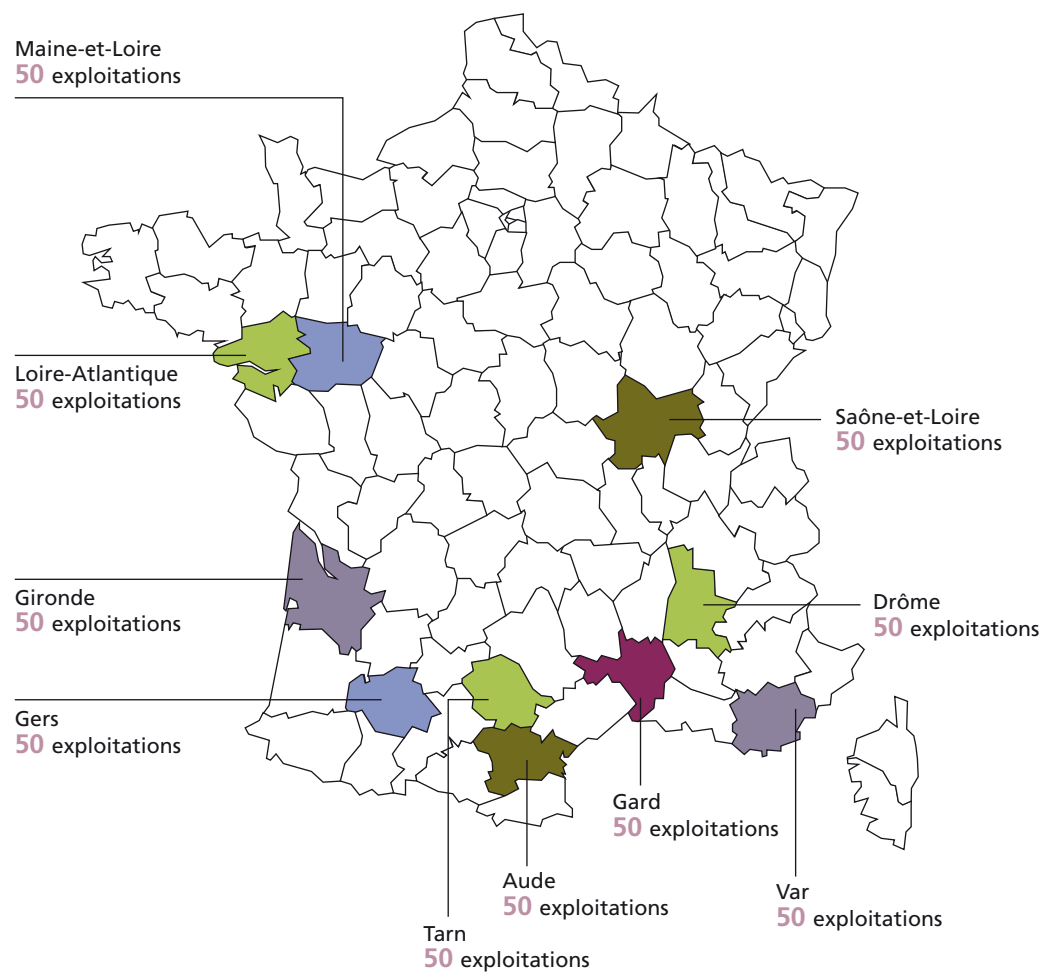 Maine-et-Loire
50 exploitations
Loire-Atlantique
50 exploitations
Saône-et-Loire
50 exploitations
Gironde
50 exploitations
Drôme
50 exploitations
Gers
50 exploitations
Gard
50 exploitations
Aude
50 exploitations
Var
50 exploitations
Tarn
50 exploitations